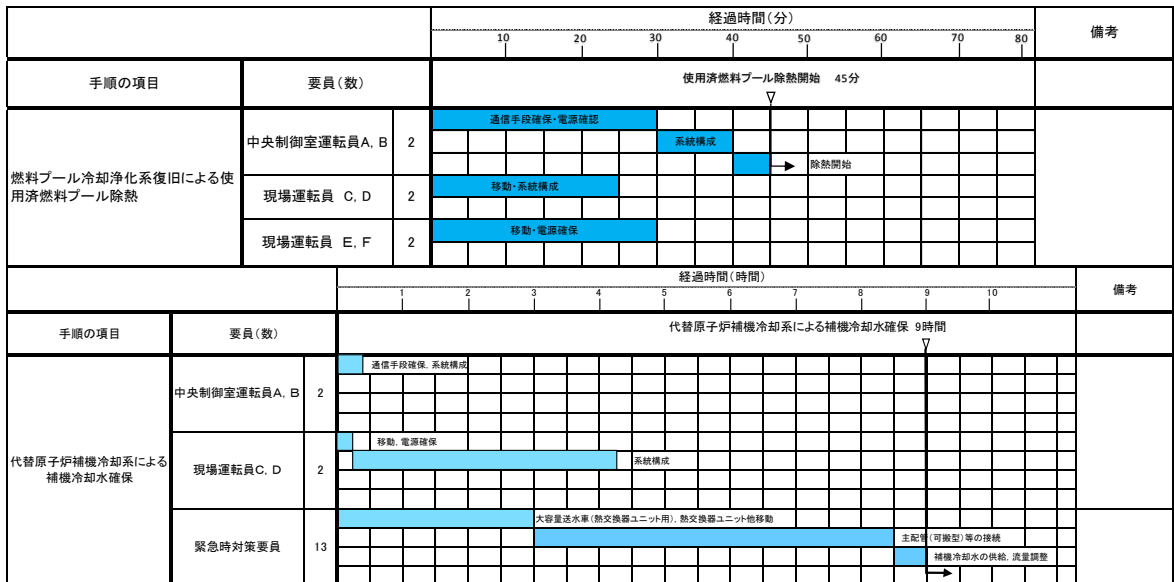 経過時間(分)
備考
10 20 30 40 50 60 70 80
手順の項目
要員(数)
使用済燃料プール除熱開始 45分
燃料プール冷却浄化系復旧による使
用済燃料プール除熱
中央制御室運転員A, B 2
通信手段確保・電源確認
系統構成
除熱開始
現場運転員 C, D 2
移動・系統構成
現場運転員 E, F 2
移動・電源確保
経過時間(時間)
備考
1 2 3 4 5 6 7 8 9 10
手順の項目
要員(数)
代替原子炉補機冷却系による補機冷却水確保 9時間
代替原子炉補機冷却系による
補機冷却水確保
中央制御室運転員A, B 2
通信手段確保, 系統構成
現場運転員C, D 2
移動, 電源確保
系統構成
緊急時対策要員 13
大容量送水車(熱交換器ユニット用), 熱交換器ユニット他移動
主配管(可搬型)等の接続
補機冷却水の供給, 流量調整